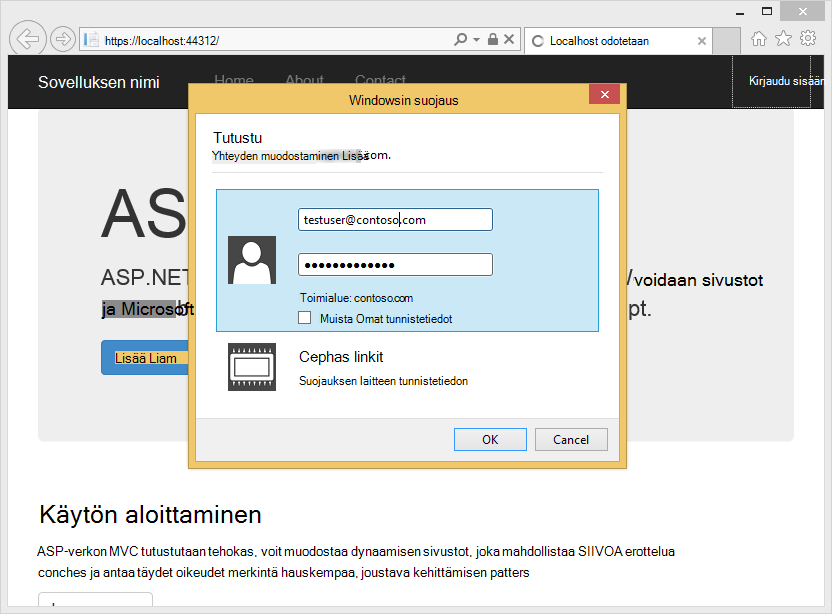 https://localhost:44312/
Localhost odotetaan
Sovelluksen nimi
Home
About
Contact
Kirjaudu sisään
Windowsin suojaus
Tutustu
Yhteyden muodostaminen Lisää com.
testuser@contoso.com
•••••••••••••
Toimialue: contoso.com
Muista Omat tunnistetiedot
Cephas linkit
Suojauksen laitteen tunnistetiedon
OK
Cancel
AS
ASP.NET
/voidaan sivustot
ja Microsoft
pt.
Lisää Liam
Käytön aloittaminen
ASP-verkon MVC tutustutaan tehokas, voit muodostaa dynaamisen sivustot, joka mahdollistaa SIIVOA erottelua
conches ja antaa täydet oikeudet merkintä hauskempaa, joustava kehittämisen patters